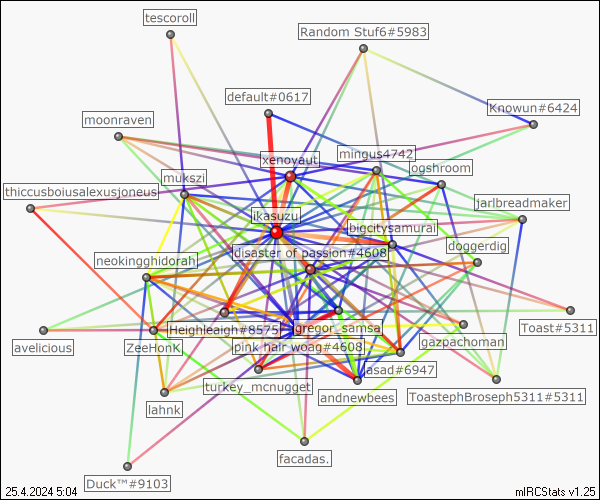 tescoroll
Random Stuf6#5983
default#0617
Knowun#6424
moonraven
xenoyaut
mingus4742
ogshroom
mukszi
thiccusboiusalexusjoneus
jarlbreadmaker
ikasuzu
bigcitysamurai
disaster of passion#4608
doggerdig
neokingghidorah
Heighleaigh#8575
gregor_samsa
Toast#5311
avelicious
ZeeHonK
pink hair woag#4608
gazpachoman
jasad#6947
turkey_mcnugget
andnewbees
ToastephBroseph5311#5311
lahnk
facadas.
Duck™#9103
25.4.2024 5:04
mIRCStats v1.25